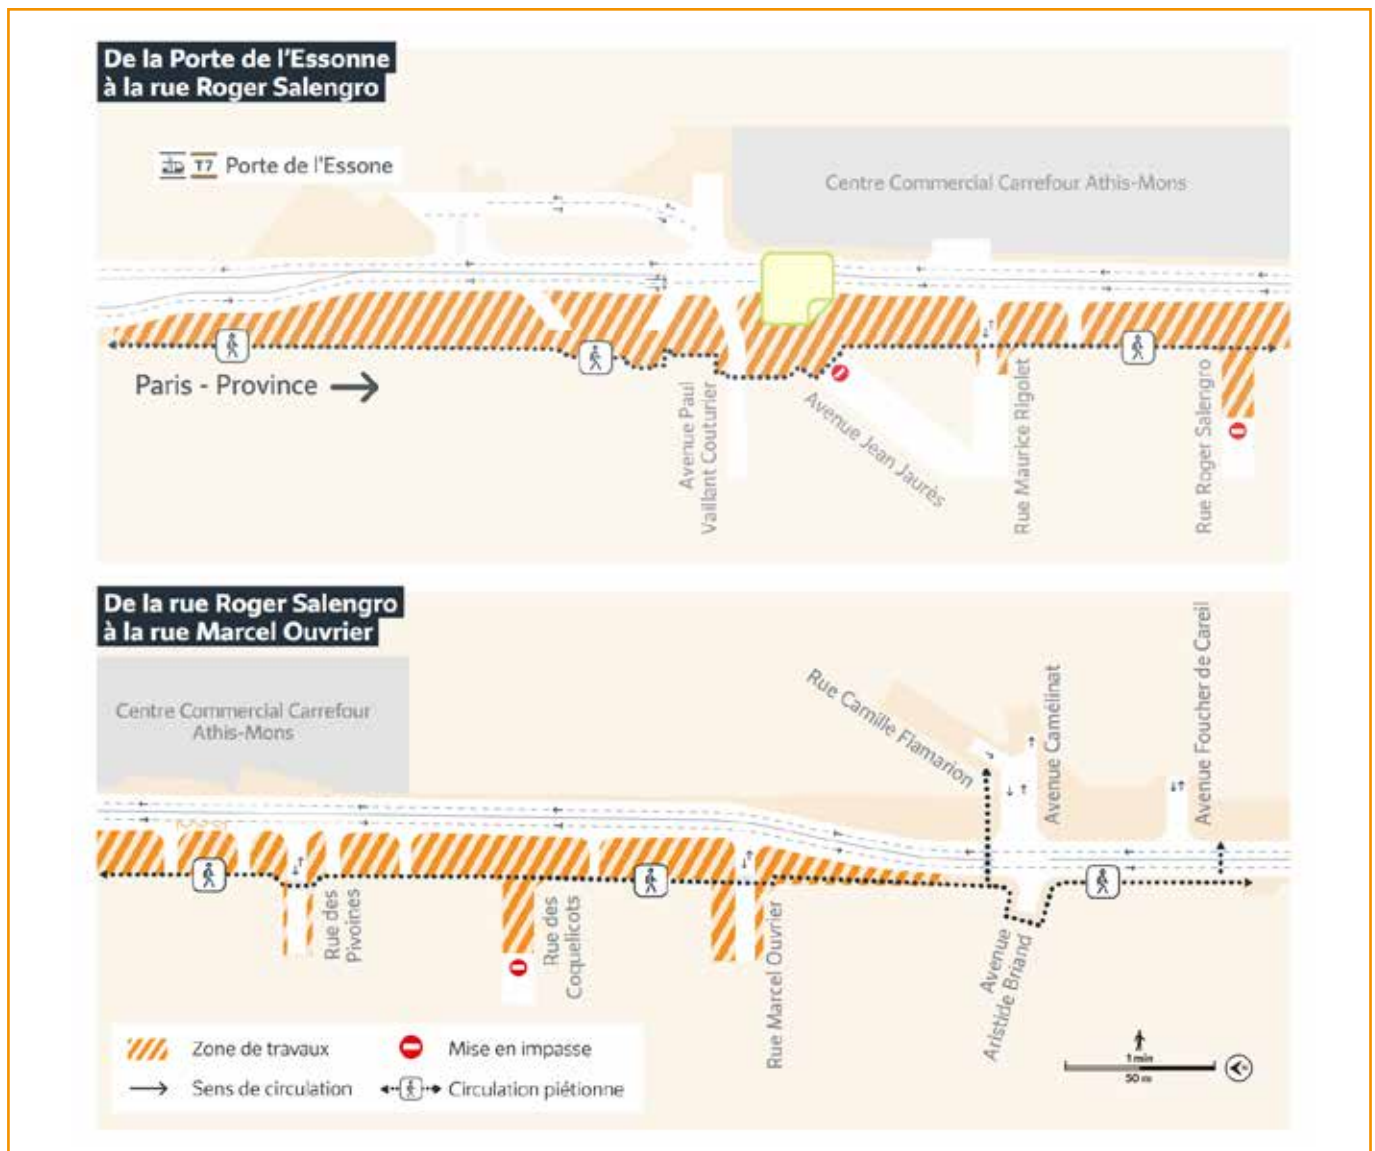 De la Porte de l'Essonne
à la rue Roger Salengro
T7 Porte de l'Essone
Centre Commercial Carrefour Athis-Mons
Paris - Province
Avenue Paul
Vaillant Couturier
Avenue Jean Jaurès
Rue Maurice Rigolet
Rue Roger Salengro
De la rue Roger Salengro
à la rue Marcel Ouvrier
Centre Commercial Carrefour
Athis-Mons
Rue Camille Flamarion
Avenue Camélinat
Avenue Foucher de Careil
Rue des
Pivoines
Rue des
Coquelicots
Rue Marcel Ouvrier
Avenue
Aristide Briand
Zone de travaux
Mise en impasse
Sens de circulation
Circulation piétionne
1 min
50 m